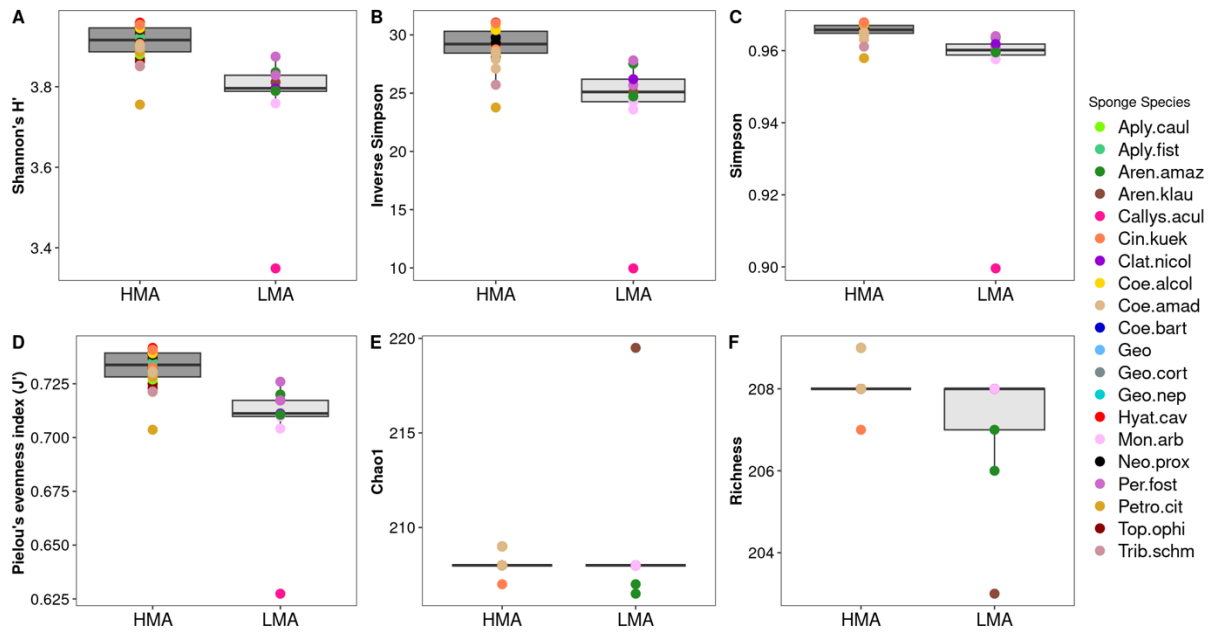 A
Shannon's H'
3.8
3.6
3.4
HMA
LMA
B
Inverse Simpson
30
25
20
15
10
HMA
LMA
C
Simpson
0.96
0.94
0.92
0.90
HMA
LMA
D
Pielou's evenness index (J')
0.725
0.700
0.675
0.650
0.625
HMA
LMA
E
Chao1
220
215
210
HMA
LMA
F
Richness
208
206
204
HMA
LMA
Sponge Species
Aply.caul
Aply.fist
Aren.amaz
Aren.klau
Callys.acul
Cin.kuek
Clat.nicol
Coe.alcol
Coe.amad
Coe.bart
Geo
Geo.cort
Geo.nep
Hyat.cav
Mon.arb
Neo.prox
Per.fost
Petro.cit
Top.ophi
Trib.schm